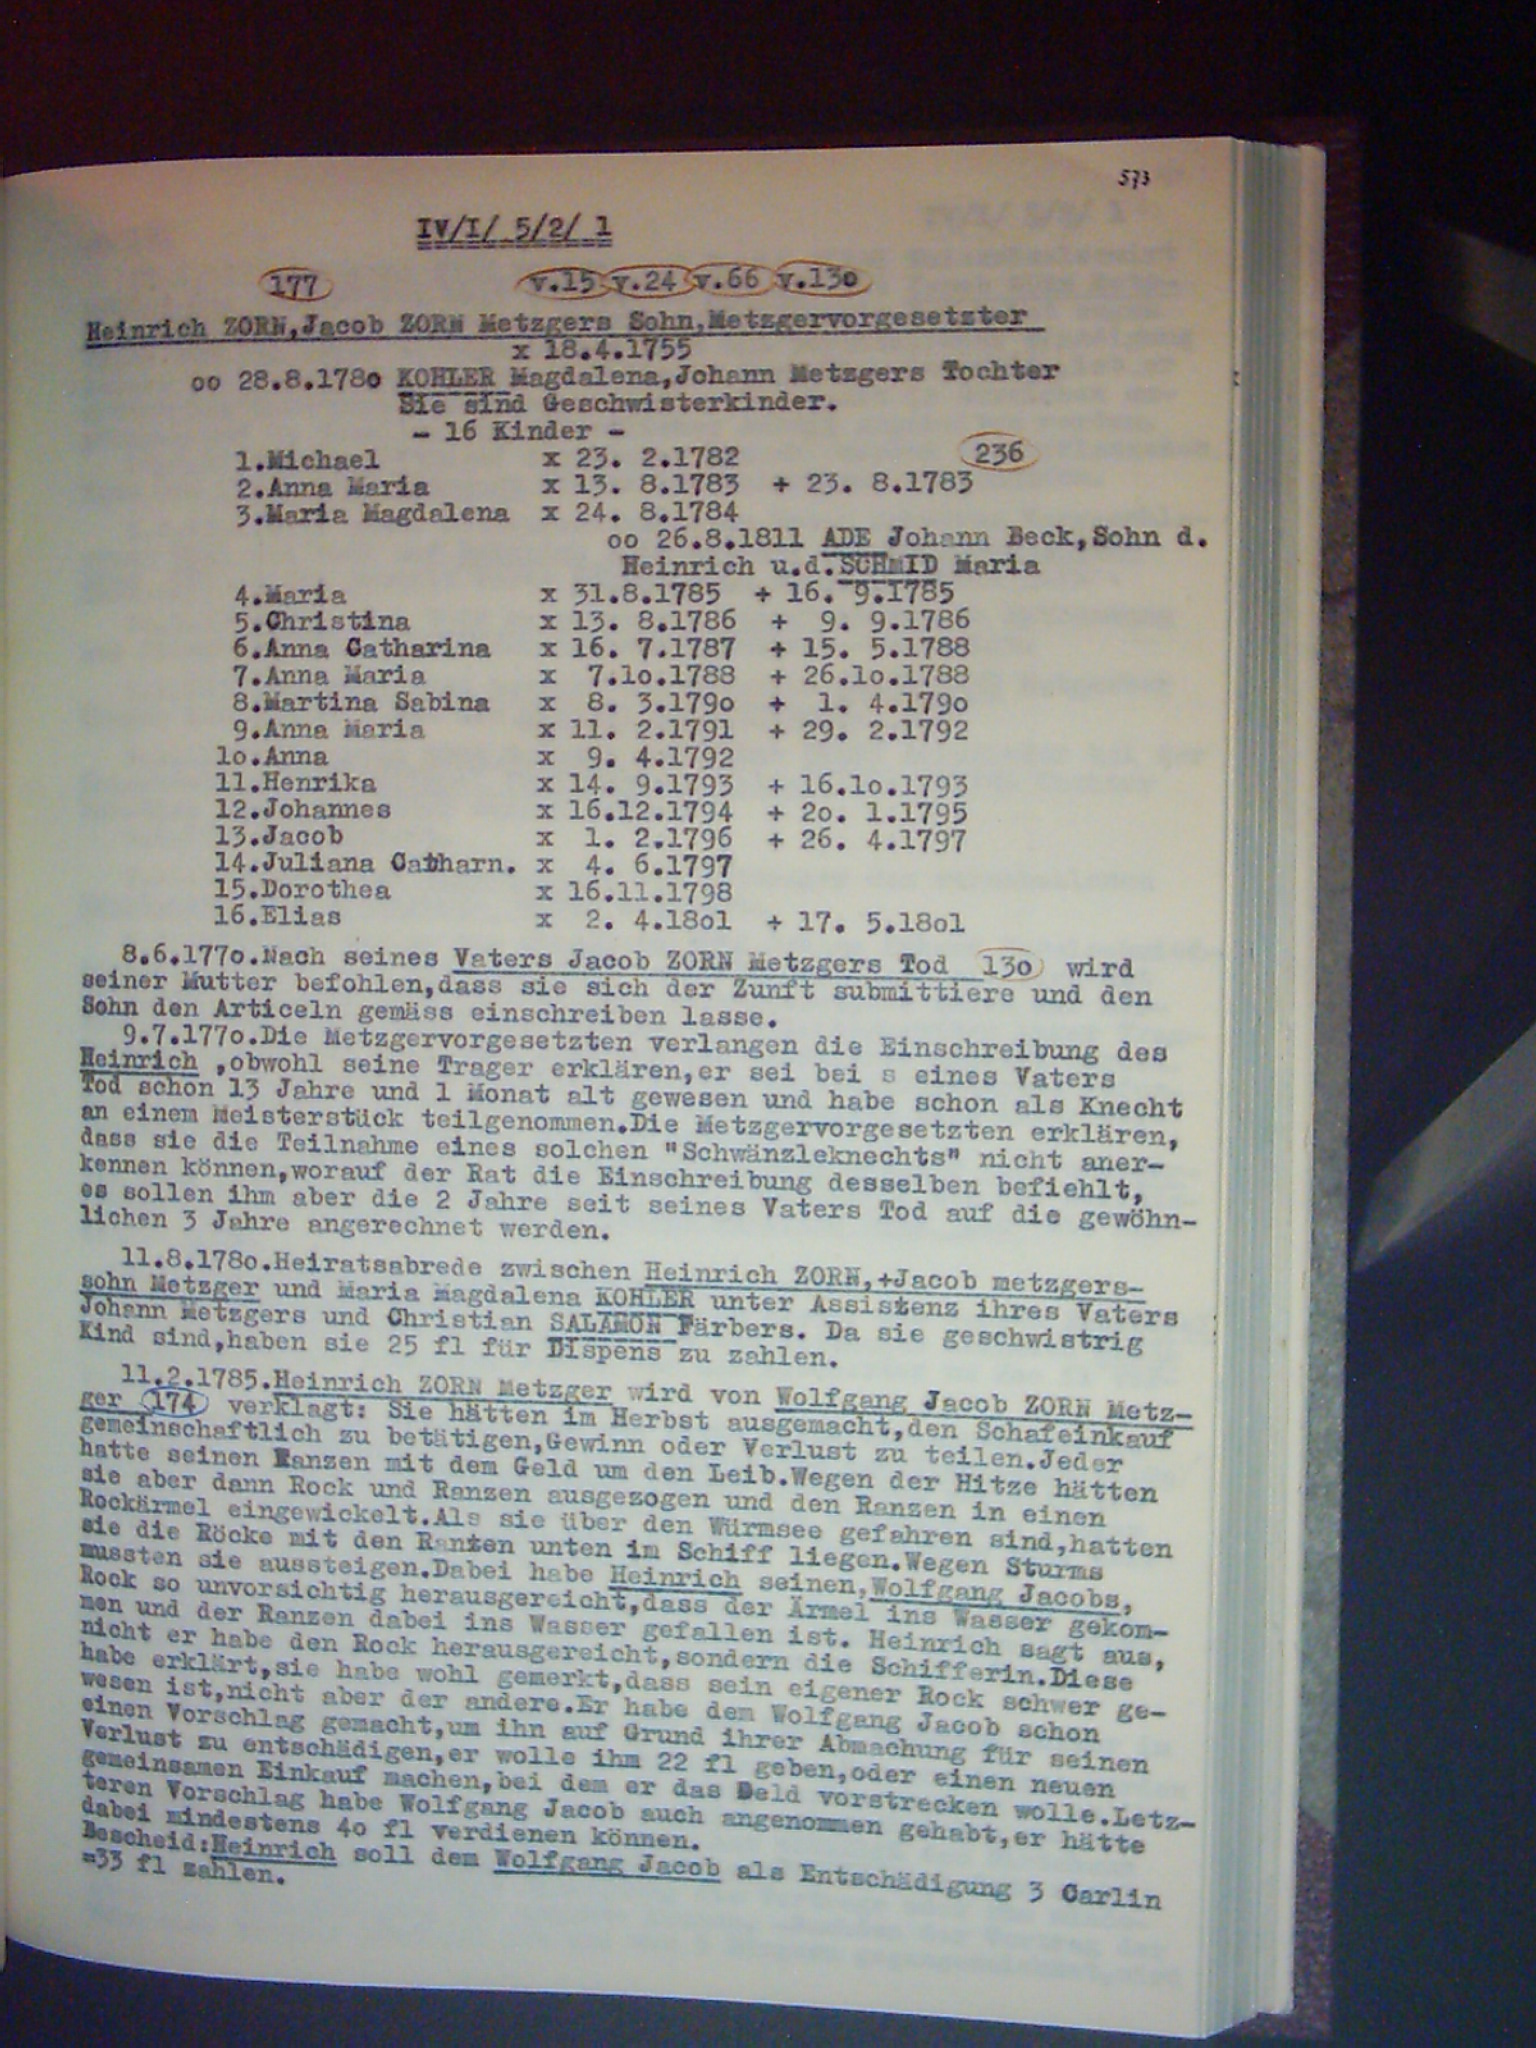 573
IV/I/ 5/2/ 1
177 v.15 v.24 v.66 v.13o
Heinrich ZORN,Jacob ZORN Metzgers Sohn,Metzgervorgesetzter
x 18.4.1755
oo 28.8.178o KOHLER Magdalena,Johann Metzgers Tochter
Sie sind Geschwisterkinder.
- 16 Kinder -
1.Michael x 23. 2.1782 236
2.Anna Maria x 13. 8.1783 + 23. 8.1783
3.Maria Magdalena x 24. 8.1784
oo 26.8.1811 ADE Johann Beck,Sohn d.
Heinrich u.d.SCHMID Maria
4.Maria x 31.8.1785 + 16. 9.1785
5.Christina x 13. 8.1786 + 9. 9.1786
6.Anna Catharina x 16. 7.1787 + 15. 5.1788
7.Anna Maria x 7.1o.1788 + 26.1o.1788
8.Martina Sabina x 8. 3.179o + 1. 4.179o
9.Anna Maria x 11. 2.1791 + 29. 2.1792
1o.Anna x 9. 4.1792
11.Henrika x 14. 9.1793 + 16.1o.1793
12.Johannes x 16.12.1794 + 2o. 1.1795
13.Jacob x 1. 2.1796 + 26. 4.1797
14.Juliana Catharn. x 4. 6.1797
15.Dorothea x 16.11.1798
16.Elias x 2. 4.18o1 + 17. 5.18o1
8.6.177o.Nach seines Vaters Jacob ZORN Metzgers Tod 13o wird
seiner Mutter befohlen,dass sie sich der Zunft submittiere und den
Sohn den Articeln gemäss einschreiben lasse.
9.7.177o.Die Metzgervorgesetzten verlangen die Einschreibung des
Heinrich ,obwohl seine Trager erklären,er sei bei s eines Vaters
Tod schon 13 Jahre und 1 Monat alt gewesen und habe schon als Knecht
an einem Meisterstück teilgenommen.Die Metzgervorgesetzten erklären,
dass sie die Teilnahme eines solchen "Schwänzleknechts" nicht aner-
kennen können,worauf der Rat die Einschreibung desselben befiehlt,
es sollen ihm aber die 2 Jahre seit seines Vaters Tod auf die gewöhn-
lichen 3 Jahre angerechnet werden.
11.8.178o.Heiratsabrede zwischen Heinrich ZORN,+Jacob metzgers-
sohn Metzger und Maria Magdalena KOHLER unter Assistenz ihres Vaters
Johann Metzgers und Christian SALAMON Färbers. Da sie geschwistrig
Kind sind,haben sie 25 fl für Dispens zu zahlen.
11.2.1785.Heinrich ZORN Metzger wird von Wolfgang Jacob ZORN Metz-
ger 174 verklagt: Sie hätten im Herbst ausgemacht,den Schafeinkauf
gemeinschaftlich zu betätigen,Gewinn oder Verlust zu teilen.Jeder
hatte seinen Ranzen mit dem Geld um den Leib.Wegen der Hitze hätten
sie aber dann Rock und Ranzen ausgezogen und den Ranzen in einen
Rockärmel eingewickelt.Als sie über den Würmsee gefahren sind,hatten
sie die Röcke mit den Ranzen unten im Schiff liegen.Wegen Sturms
mussten sie aussteigen.Dabei habe Heinrich seinen,Wolfgang Jacobs,
Rock so unvorsichtig herausgereicht,dass der Ärmel ins Wasser gekom-
men und der Ranzen dabei ins Wasser gefallen ist. Heinrich sagt aus,
nicht er habe den Rock herausgereicht,sondern die Schifferin.Diese
habe erklärt,sie habe wohl gemerkt,dass sein eigener Rock schwer ge-
wesen ist,nicht aber der andere.Er habe dem Wolfgang Jacob schon
einen Vorschlag gemacht,um ihn auf Grund ihrer Abmachung für seinen
Verlust zu entschädigen,er wolle ihm 22 fl geben,oder einen neuen
gemeinsamen Einkauf machen,bei dem er das Deld vorstrecken wolle.Letz-
teren Vorschlag habe Wolfgang Jacob auch angenommen gehabt,er hätte
dabei mindestens 4o fl verdienen können.
Bescheid:Heinrich soll dem Wolfgang Jacob als Entschädigung 3 Carlin
=33 fl zahlen.